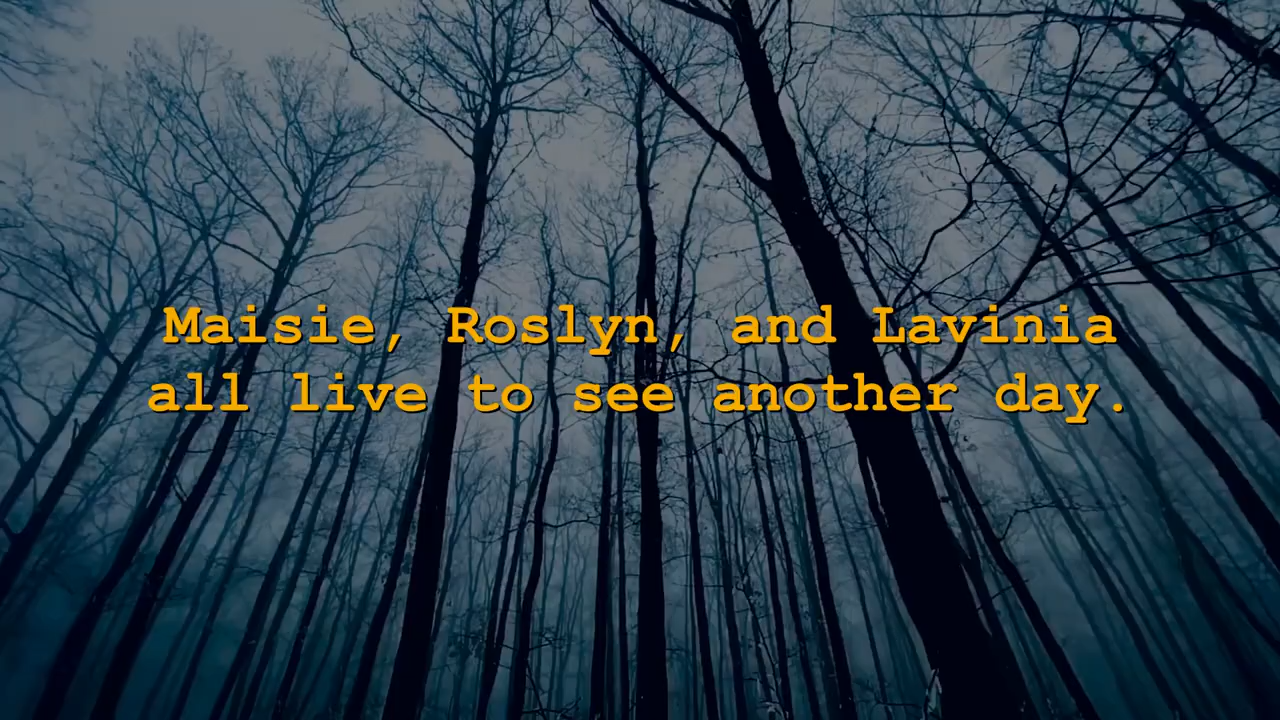 Maisie, Roslyn, and Lavinia
all live to see another day.